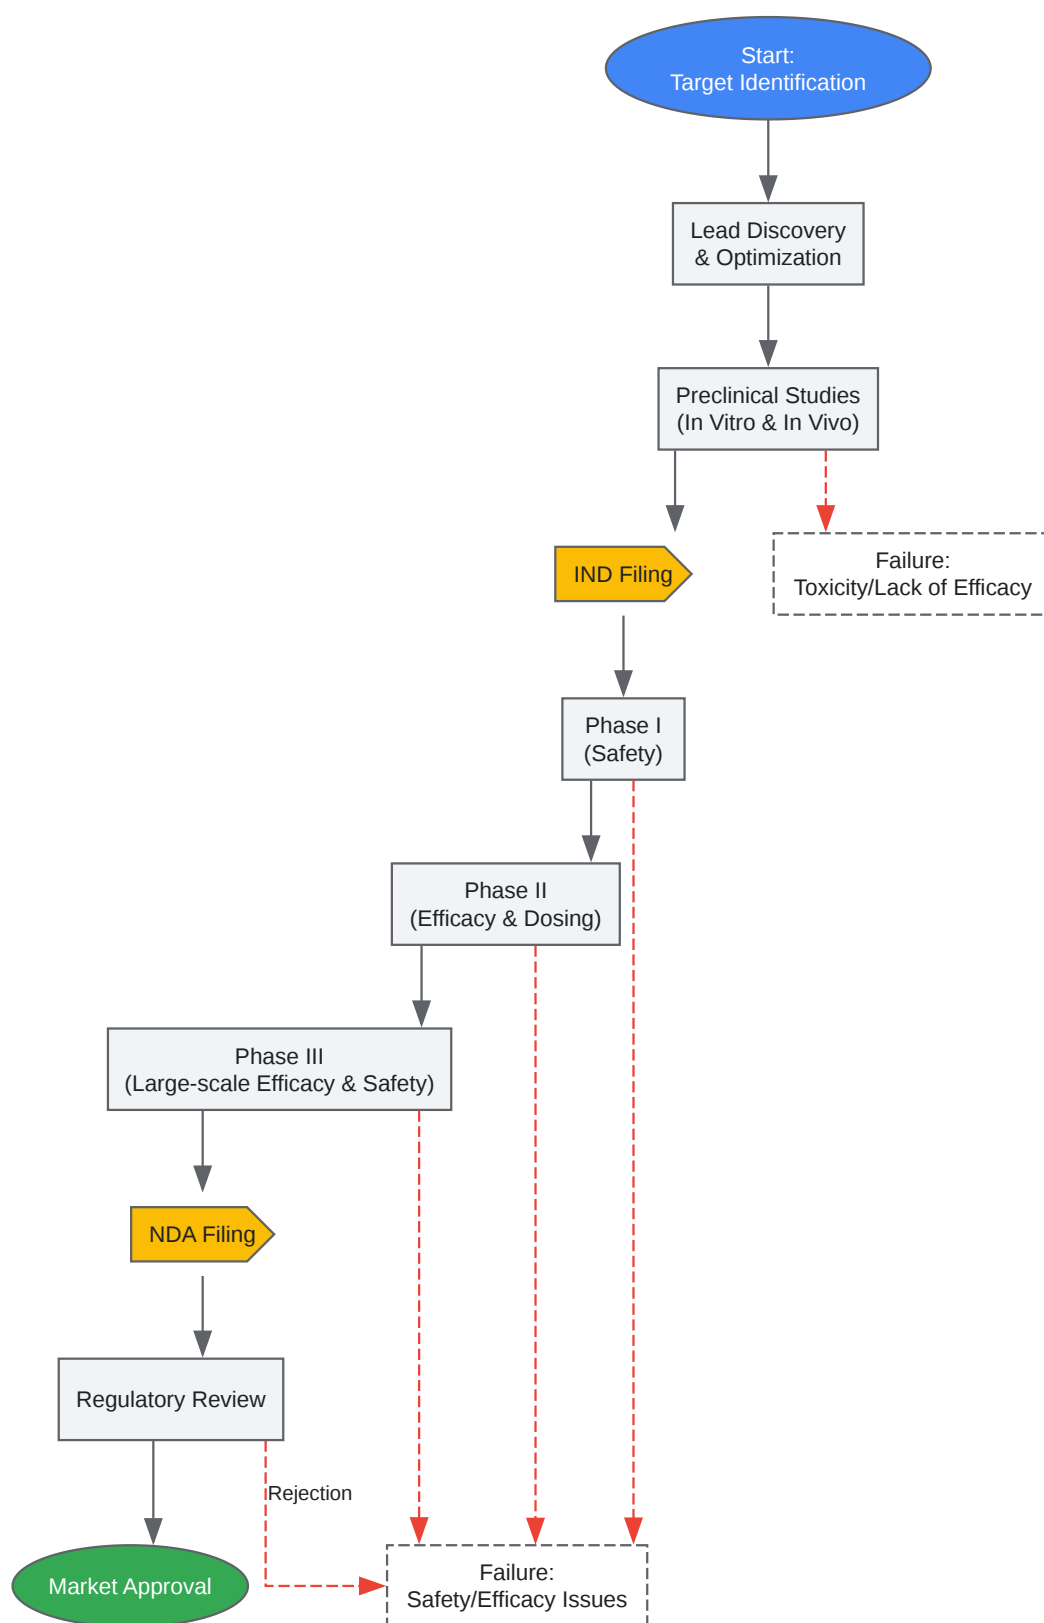 Start:
Target Identification
Lead Discovery
& Optimization
Preclinical Studies
(In Vitro & In Vivo)
IND Filing
Failure:
Toxicity/Lack of Efficacy
Phase I
(Safety)
Phase II
(Efficacy & Dosing)
Phase III
(Large-scale Efficacy & Safety)
NDA Filing
Regulatory Review
Rejection
Market Approval
Failure:
Safety/Efficacy Issues